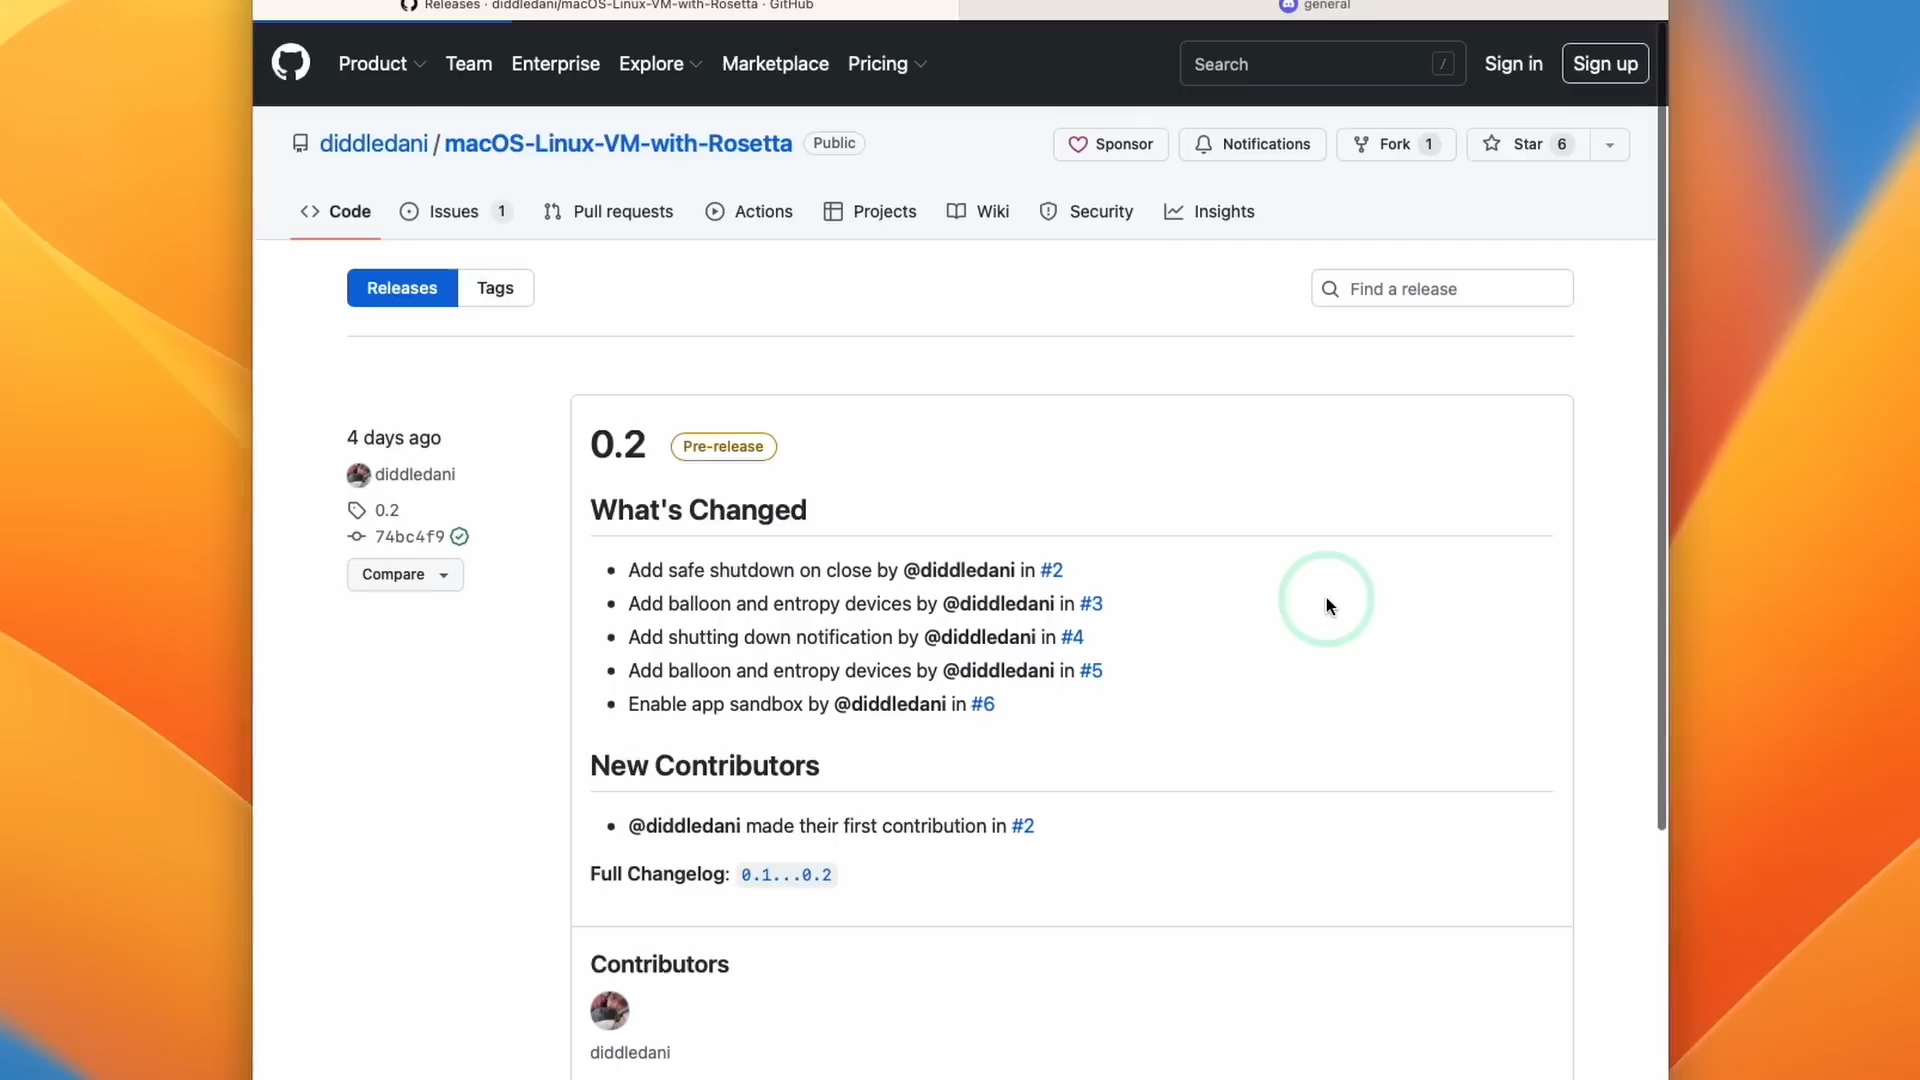 Releases · diddledani/macOS-Linux-VM-with-Rosetta · GitHub
general
Product
Team
Enterprise
Explore
Marketplace
Pricing
Search
/
Sign in
Sign up
diddledani / macOS-Linux-VM-with-Rosetta
Public
Sponsor
Notifications
Fork 1
Star 6
Code
Issues 1
Pull requests
Actions
Projects
Wiki
Security
Insights
Releases
Tags
Find a release
4 days ago
diddledani
0.2
74bc4f9
Compare
0.2
Pre-release
What's Changed
• Add safe shutdown on close by @diddledani in #2
• Add balloon and entropy devices by @diddledani in #3
• Add shutting down notification by @diddledani in #4
• Add balloon and entropy devices by @diddledani in #5
• Enable app sandbox by @diddledani in #6
New Contributors
• @diddledani made their first contribution in #2
Full Changelog: 0.1...0.2
Contributors
diddledani